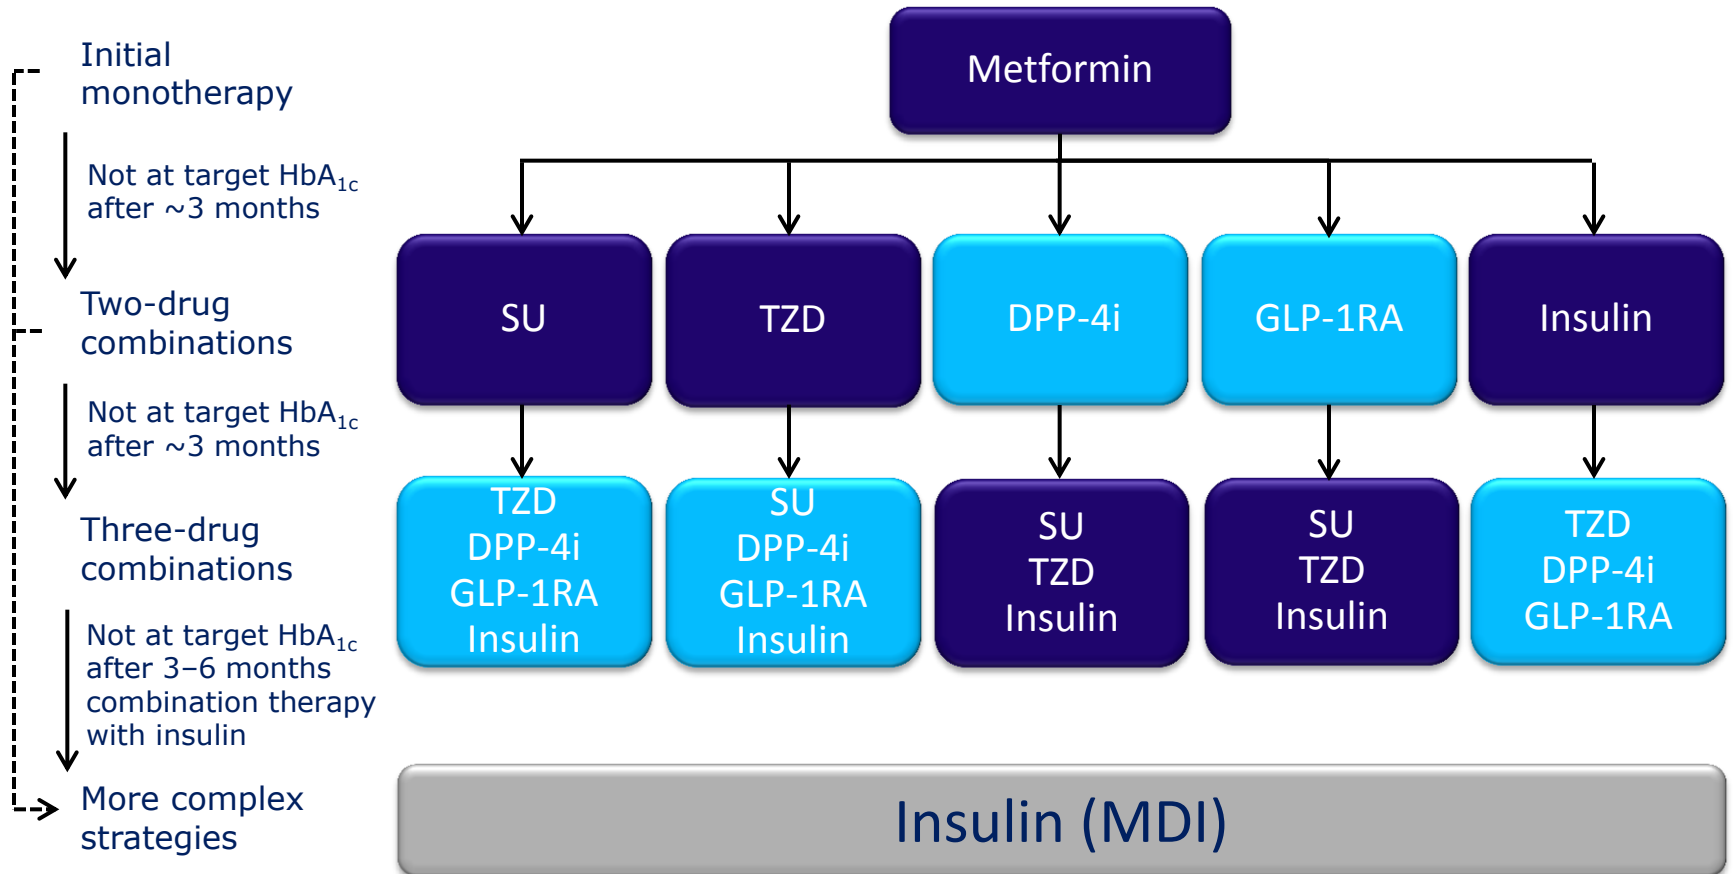 Initial
monotherapy
Metformin
Not at target HbA1c
after ~3 months
Two-drug
combinations
SU
TZD
DPP-4i
GLP-1RA
Insulin
Not at target HbA1c
after ~3 months
Three-drug
combinations
TZD
DPP-4i
GLP-1RA
Insulin
SU
DPP-4i
GLP-1RA
Insulin
SU
TZD
Insulin
SU
TZD
Insulin
TZD
DPP-4i
GLP-1RA
Not at target HbA1c
after 3–6 months
combination therapy
with insulin
More complex
strategies
Insulin (MDI)